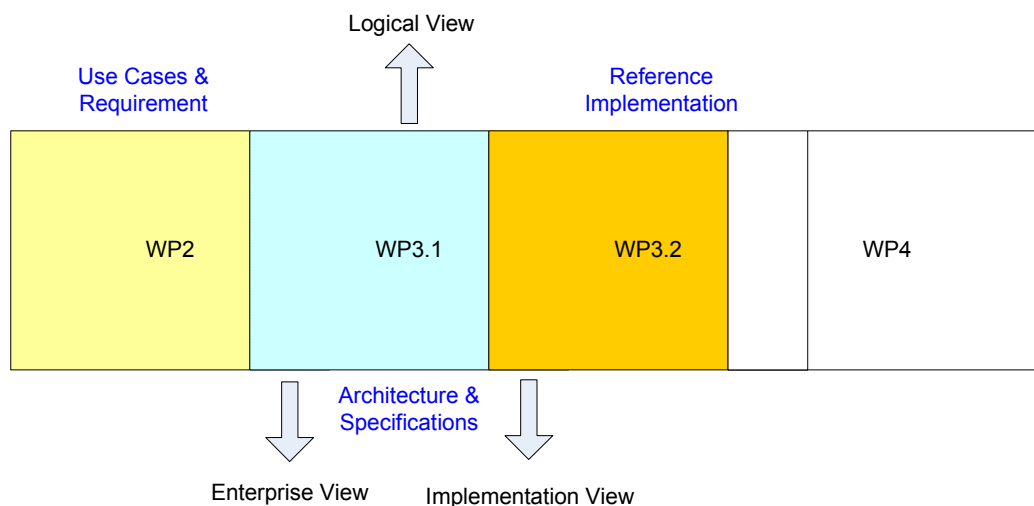 Logical View
Use Cases &
Requirement
Reference
Implementation
WP2
WP3.1
WP3.2
WP4
Architecture &
Specifications
Enterprise View
Implementation View